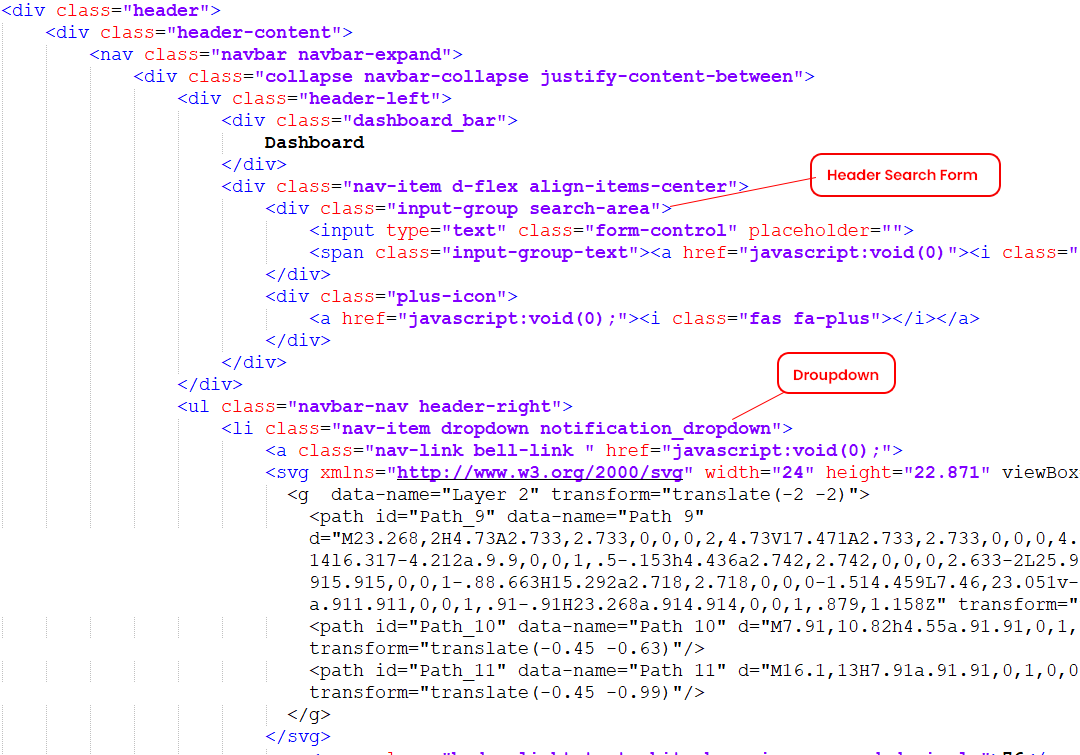 <div class="header">
<div class="header-content">
<nav class="navbar navbar-expand">
<div class="collapse navbar-collapse justify-content-between">
<div class="header-left">
<div class="dashboard_bar">
Dashboard
</div>
<div class="nav-item d-flex align-items-center">
Header Search Form
<div class="input-group search-area">
<input type="text" class="form-control" placeholder="">
<span class="input-group-text"><a href="javascript:void(0)"><i class="
</div>
<div class="plus-icon">
<a href="javascript:void(0);"><i class="fas fa-plus"></i></a>
</div>
</div>
</div>
Droupdown
<ul class="navbar-nav header-right">
<li class="nav-item dropdown notification_dropdown">
<a class="nav-link bell-link " href="javascript:void(0);">
<svg xmlns="http://www.w3.org/2000/svg" width="24" height="22.871" viewBox
<g  data-name="Layer 2" transform="translate(-2 -2)">
<path id="Path_9" data-name="Path 9"
d="M23.268,2H4.73A2.733,2.733,0,0,0,2,4.73V17.471A2.733,2.733,0,0,0,4.
1416.317-4.212a.9.9,0,0,1,.5-.153h4.436a2.742,2.742,0,0,0,2.633-2L25.9
915.915,0,0,1-.88.663H15.292a2.718,2.718,0,0,0-1.514.459L7.46,23.051v-
a.911.911,0,0,1,.91-.91H23.268a.914.914,0,0,1,.879,1.158Z" transform="
<path id="Path_10" data-name="Path 10" d="M7.91,10.82h4.55a.91.91,0,1,
transform="translate(-0.45 -0.63)"/>
<path id="Path_11" data-name="Path 11" d="M16.1,13H7.91a.91.91,0,1,0,0
transform="translate(-0.45 -0.99)"/>
</g>
</svg>